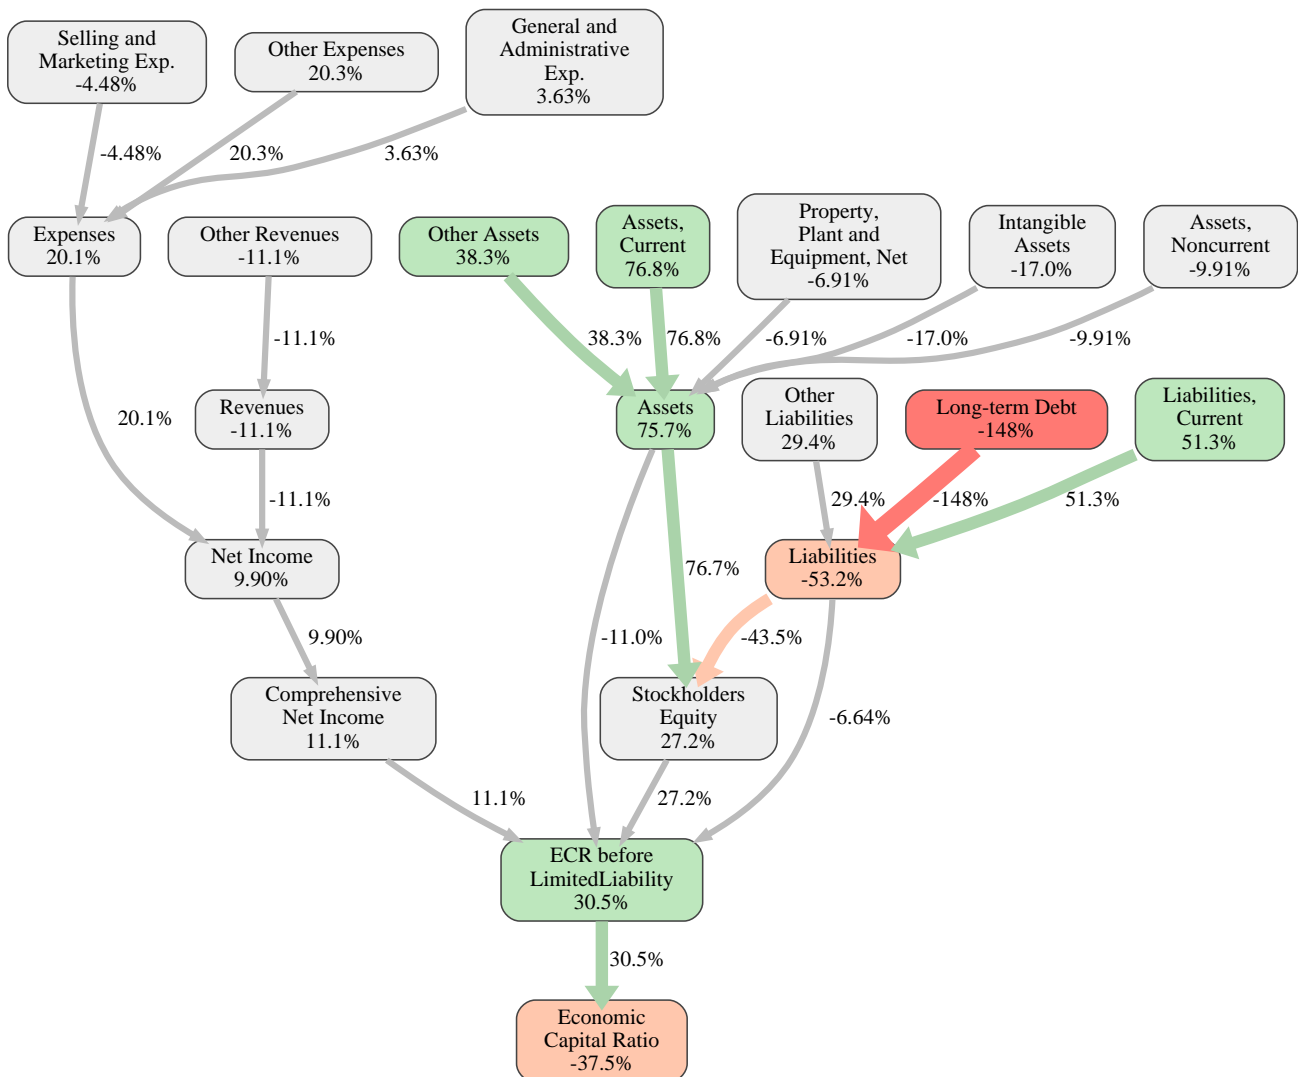 Selling and
Marketing Exp.
-4.48%
Other Expenses
20.3%
General and
Administrative
Exp.
3.63%
-4.48%
20.3%
3.63%
Expenses
20.1%
Other Revenues
-11.1%
Other Assets
38.3%
Assets,
Current
76.8%
Property,
Plant and
Equipment, Net
-6.91%
Intangible
Assets
-17.0%
Assets,
Noncurrent
-9.91%
-11.1%
38.3%
76.8%
-6.91%
-17.0%
-9.91%
20.1%
Revenues
-11.1%
Assets
75.7%
Other
Liabilities
29.4%
Long-term Debt
-148%
Liabilities,
Current
51.3%
-11.1%
29.4%
-148%
51.3%
Net Income
9.90%
76.7%
Liabilities
-53.2%
9.90%
-11.0%
-43.5%
-6.64%
Comprehensive
Net Income
11.1%
Stockholders
Equity
27.2%
11.1%
27.2%
ECR before
LimitedLiability
30.5%
30.5%
Economic
Capital Ratio
-37.5%